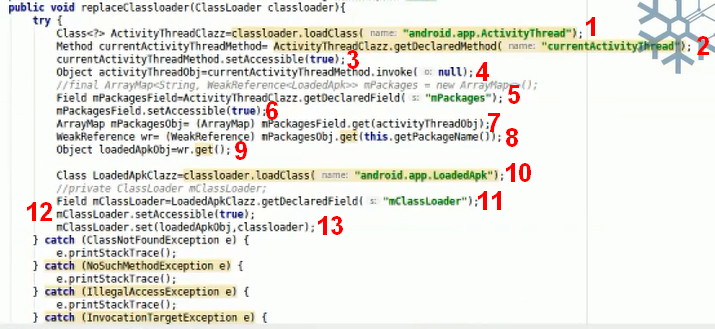 public void replaceClassloader(ClassLoader classloader){
try {
Class<?> ActivityThreadClazz=classloader.loadClass( name: "android.app.ActivityThread"); 1
Method currentActivityThreadMethod= ActivityThreadClazz.getDeclaredMethod( name: "currentActivityThread"); 2
currentActivityThreadMethod.setAccessible(true); 3
Object activityThreadObj=currentActivityThreadMethod.invoke( o: null); 4
//final ArrayMap<String, WeakReference<LoadedApk>> mPackages = new ArrayMap<>();
Field mPackagesField=ActivityThreadClazz.getDeclaredField( s: "mPackages"); 5
mPackagesField.setAccessible(true); 6
ArrayMap mPackagesObj= (ArrayMap) mPackagesField.get(activityThreadObj); 7
WeakReference wr= (WeakReference) mPackagesObj.get(this.getPackageName()); 8
Object loadedApkObj=wr.get(); 9
Class LoadedApkClazz=classloader.loadClass( name: "android.app.LoadedApk"); 10
//private ClassLoader mClassLoader;
Field mClassLoader=LoadedApkClazz.getDeclaredField( s: "mClassLoader"); 11
12 mClassLoader.setAccessible(true);
mClassLoader.set(loadedApkObj,classloader); 13
} catch (ClassNotFoundException e) {
e.printStackTrace();
} catch (NoSuchMethodException e) {
e.printStackTrace();
} catch (IllegalAccessException e) {
e.printStackTrace();
} catch (InvocationTargetException e) {